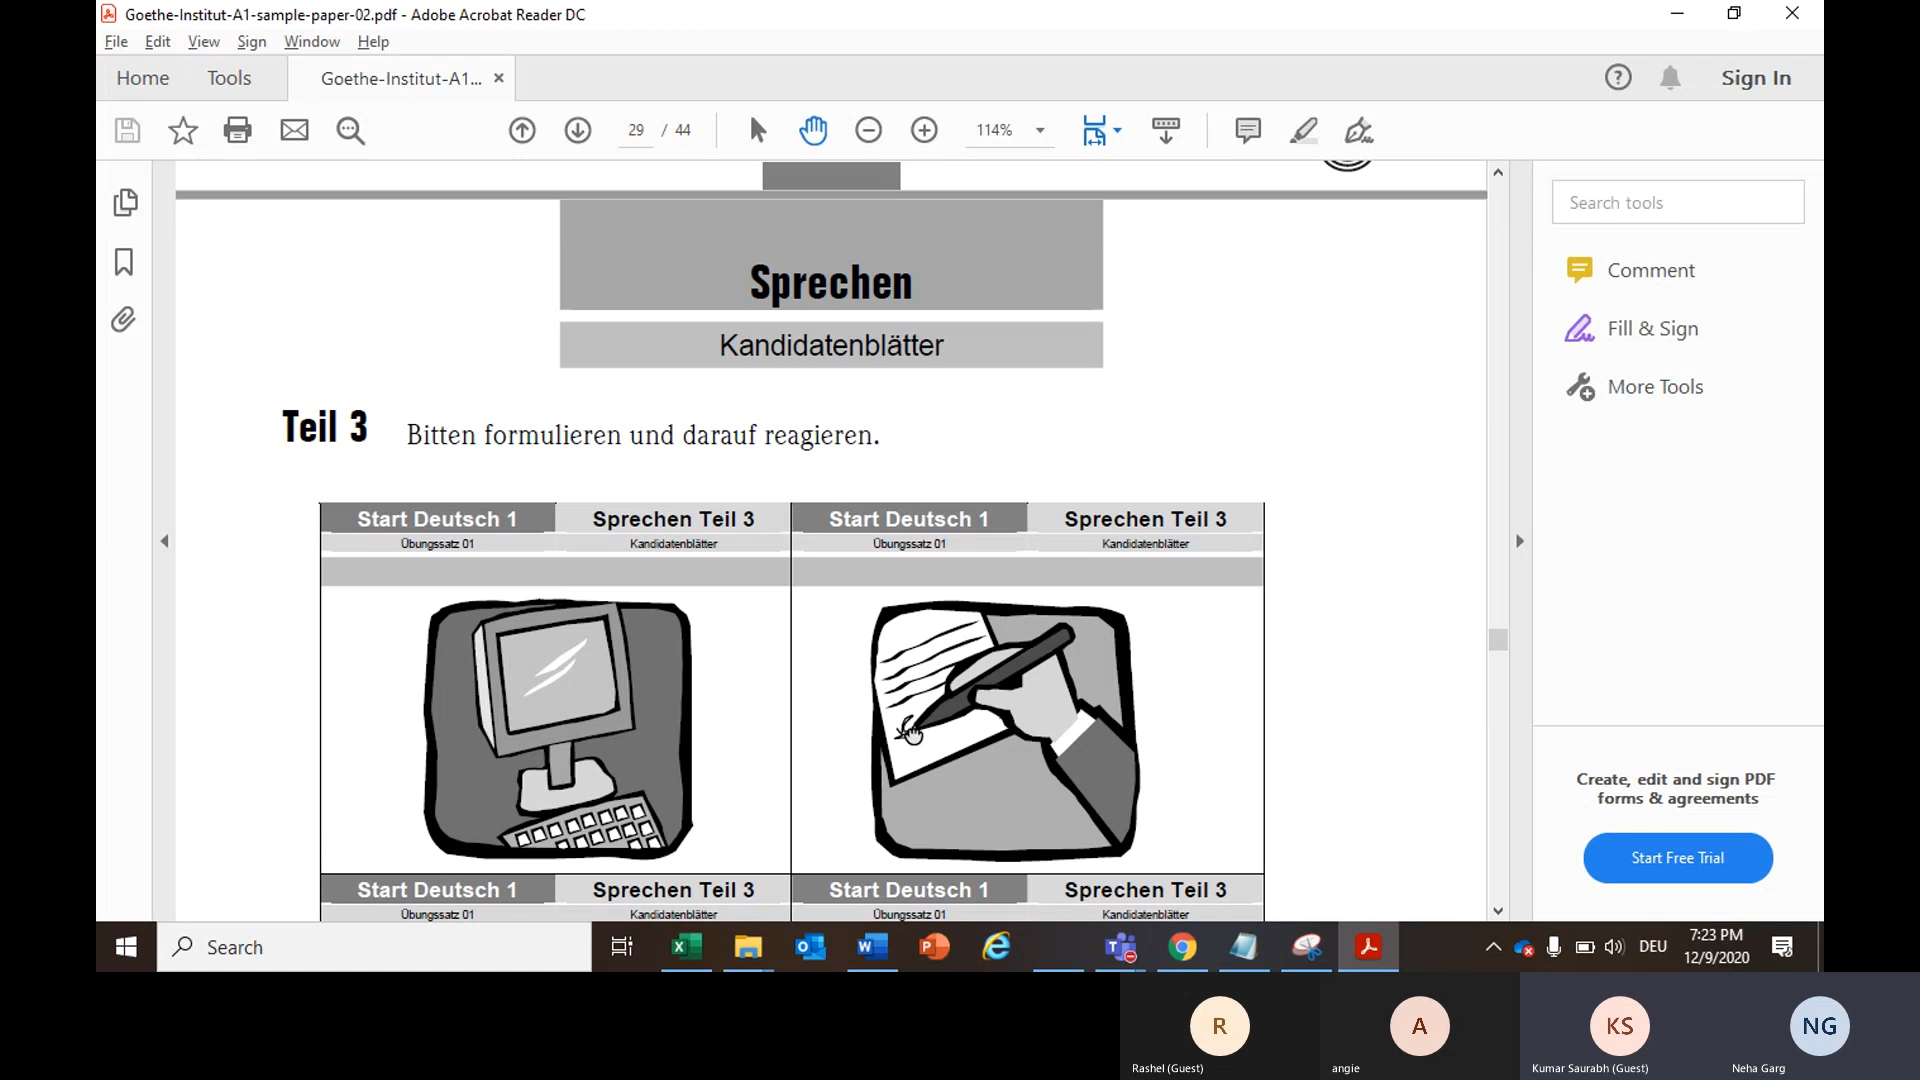 Goethe-Institut-A1-sample-paper-02.pdf - Adobe Acrobat Reader DC
File Edit View Sign Window Help
Home Tools Goethe-Institut-A1... × Sign In
29 / 44 114%
Search tools
Comment
Fill & Sign
More Tools
Sprechen
Kandidatenblätter
Teil 3 Bitten formulieren und darauf reagieren.
Start Deutsch 1 Sprechen Teil 3 Start Deutsch 1 Sprechen Teil 3
Übungssatz 01 Kandidatenblätter Übungssatz 01 Kandidatenblätter
Start Deutsch 1 Sprechen Teil 3 Start Deutsch 1 Sprechen Teil 3
Übungssatz 01 Kandidatenblätter Übungssatz 01 Kandidatenblätter
Create, edit and sign PDF
forms & agreements
Start Free Trial
Search
DEU
7:23 PM
12/9/2020
R A KS NG
Rashel (Guest) angie Kumar Saurabh (Guest) Neha Garg